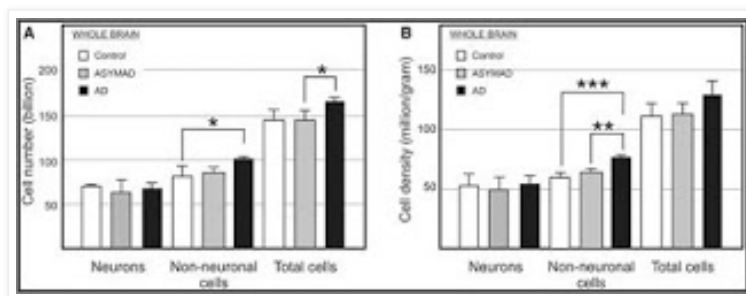 A
WHOLE BRAIN
Control
ASYMAD
AD
Cell number (billion)
200
150
100
50
*
*
Neurons
Non-neuronal
cells
Total cells
B
WHOLE BRAIN
Control
ASYMAD
AD
Cell density (million/gram)
150
100
50
***
**
Neurons
Non-neuronal
cells
Total cells